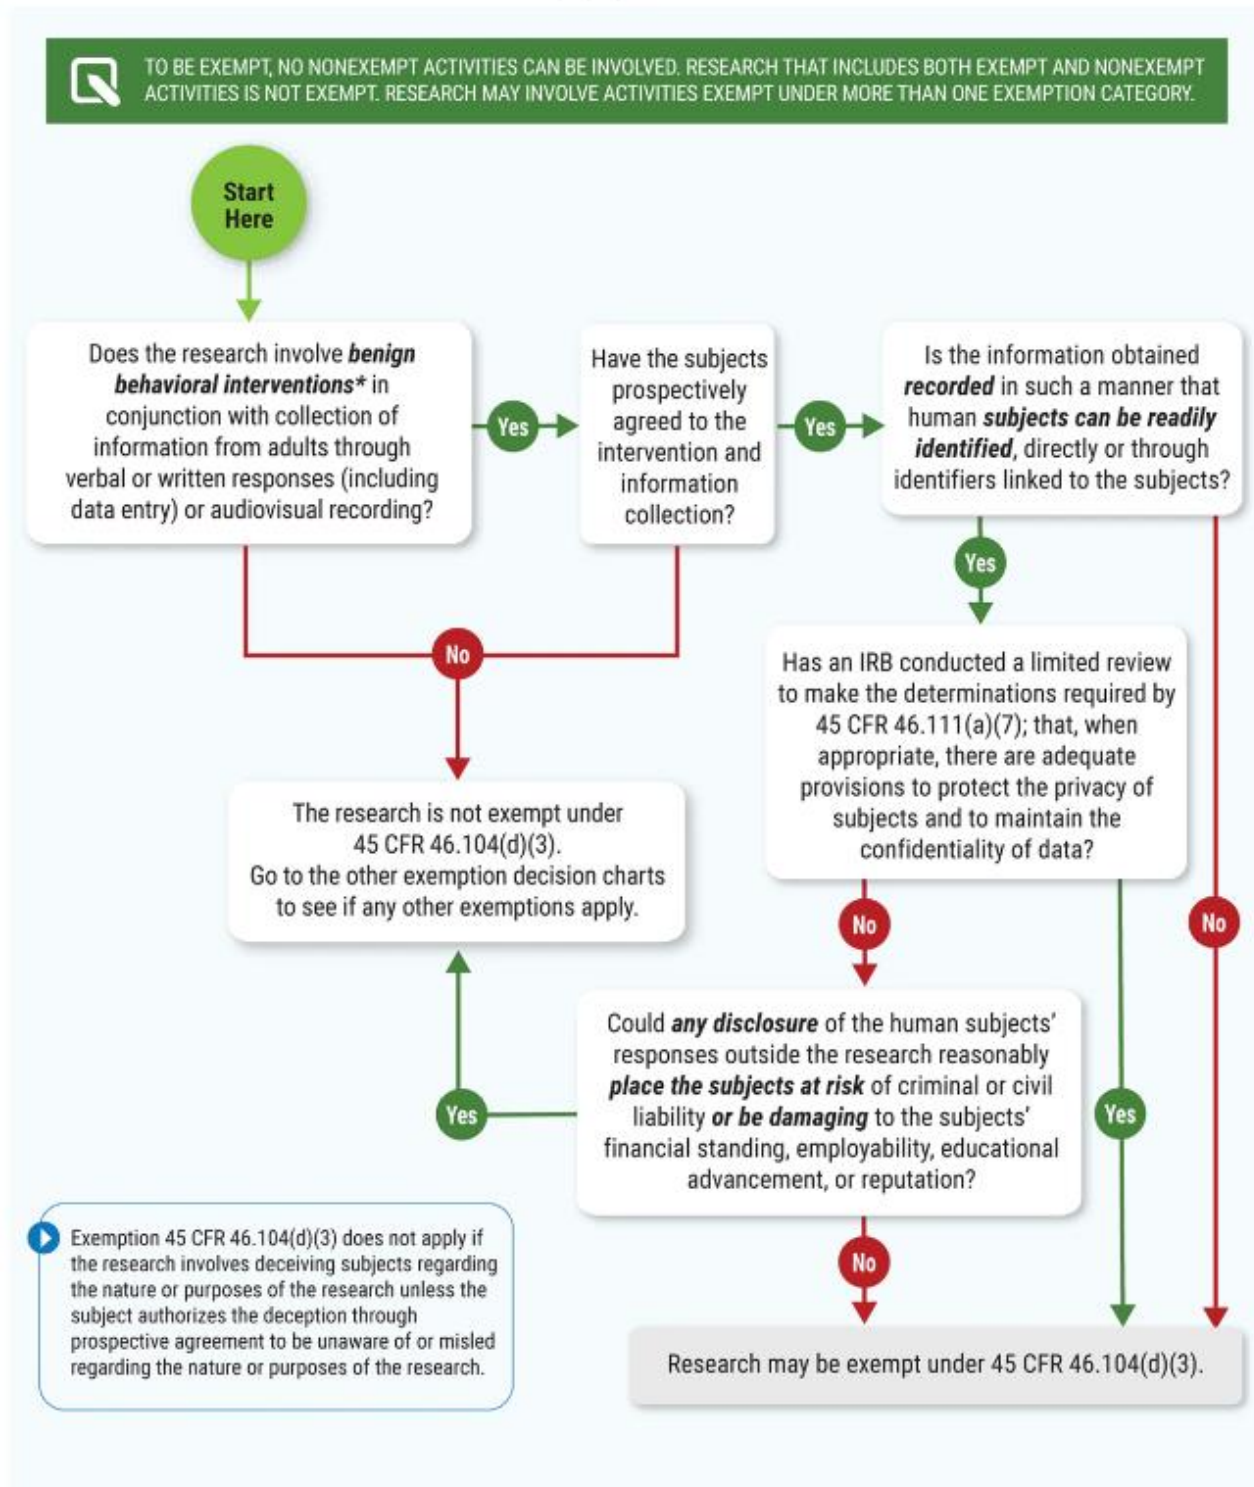 TO BE EXEMPT, NO NONEXEMPT ACTIVITIES CAN BE INVOLVED. RESEARCH THAT INCLUDES BOTH EXEMPT AND NONEXEMPT
ACTIVITIES IS NOT EXEMPT. RESEARCH MAY INVOLVE ACTIVITIES EXEMPT UNDER MORE THAN ONE EXEMPTION CATEGORY.
Start
Here
Does the research involve benign
behavioral interventions* in
conjunction with collection of
information from adults through
verbal or written responses (including
data entry) or audiovisual recording?
Yes
Have the subjects
prospectively
agreed to the
intervention and
information
collection?
Yes
Is the information obtained
recorded in such a manner that
human subjects can be readily
identified, directly or through
identifiers linked to the subjects?
Yes
No
Has an IRB conducted a limited review
to make the determinations required by
45 CFR 46.111(a)(7); that, when
appropriate, there are adequate
provisions to protect the privacy of
subjects and to maintain the
confidentiality of data?
The research is not exempt under
45 CFR 46.104(d)(3).
Go to the other exemption decision charts
to see if any other exemptions apply.
No
No
Could any disclosure of the human subjects'
responses outside the research reasonably
place the subjects at risk of criminal or civil
liability or be damaging to the subjects'
financial standing, employability, educational
advancement, or reputation?
Yes
Yes
No
Exemption 45 CFR 46.104(d)(3) does not apply if
the research involves deceiving subjects regarding
the nature or purposes of the research unless the
subject authorizes the deception through
prospective agreement to be unaware of or misled
regarding the nature or purposes of the research.
Research may be exempt under 45 CFR 46.104(d)(3).